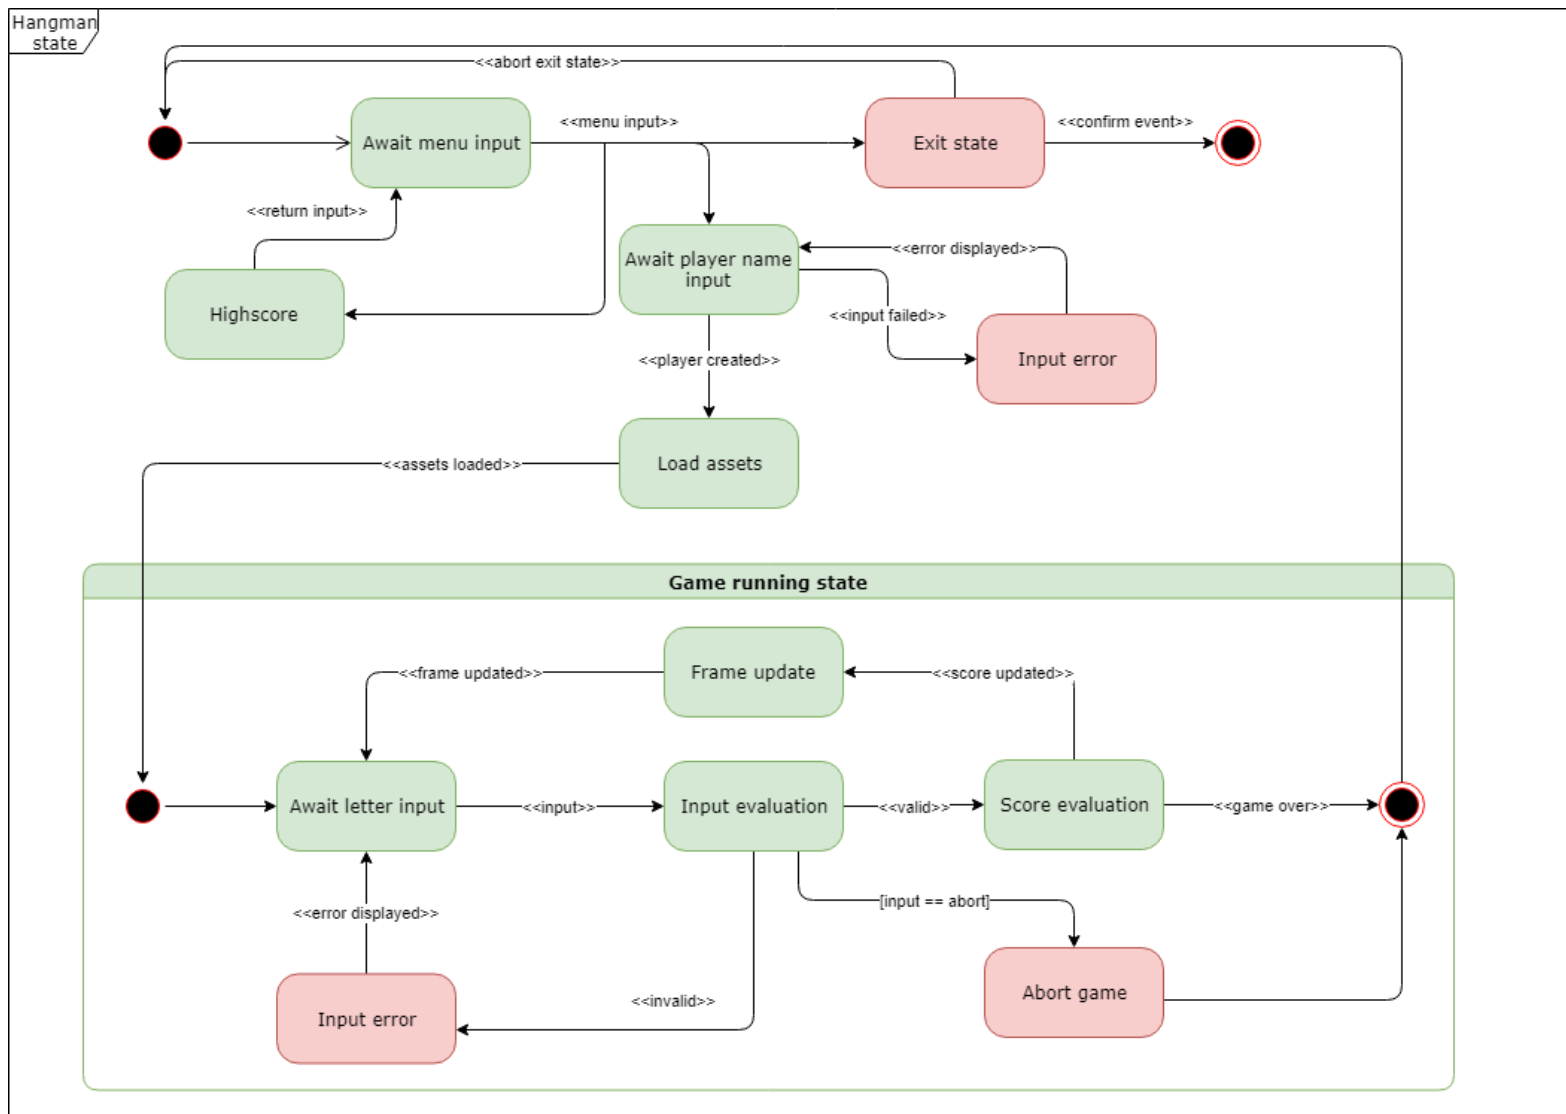 Hangman
state
<<abort exit state>>
Await menu input
<<menu input>>
Exit state
<<confirm event>>
<<return input>>
Await player name
input
<<error displayed>>
Highscore
<<input failed>>
Input error
<<player created>>
Load assets
<<assets loaded>>
Game running state
<<frame updated>>
Frame update
<<score updated>>
Await letter input
<<input>>
Input evaluation
<<valid>>
Score evaluation
<<game over>>
<<error displayed>>
[input == abort]
Abort game
<<invalid>>
Input error